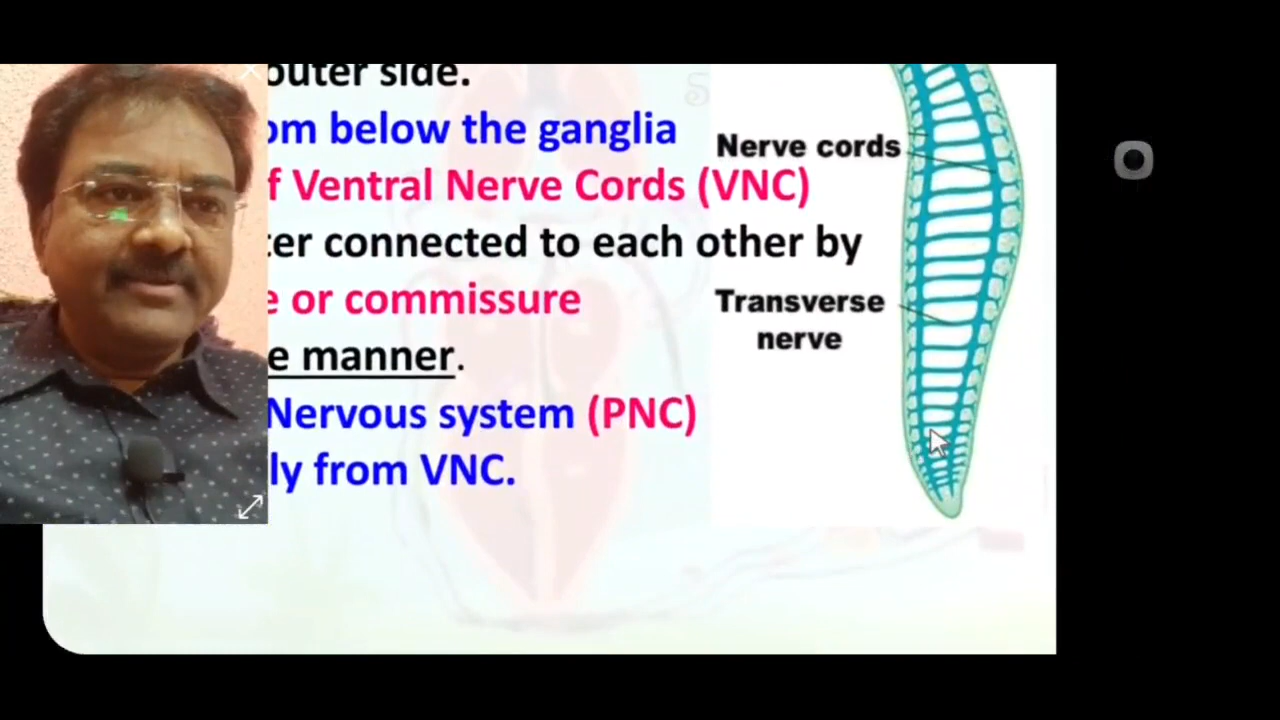 outer side.
om below the ganglia
f Ventral Nerve Cords (VNC)
ter connected to each other by
e or commissure
e manner.
Nervous system (PNC)
ly from VNC.
Nerve cords
Transverse
nerve